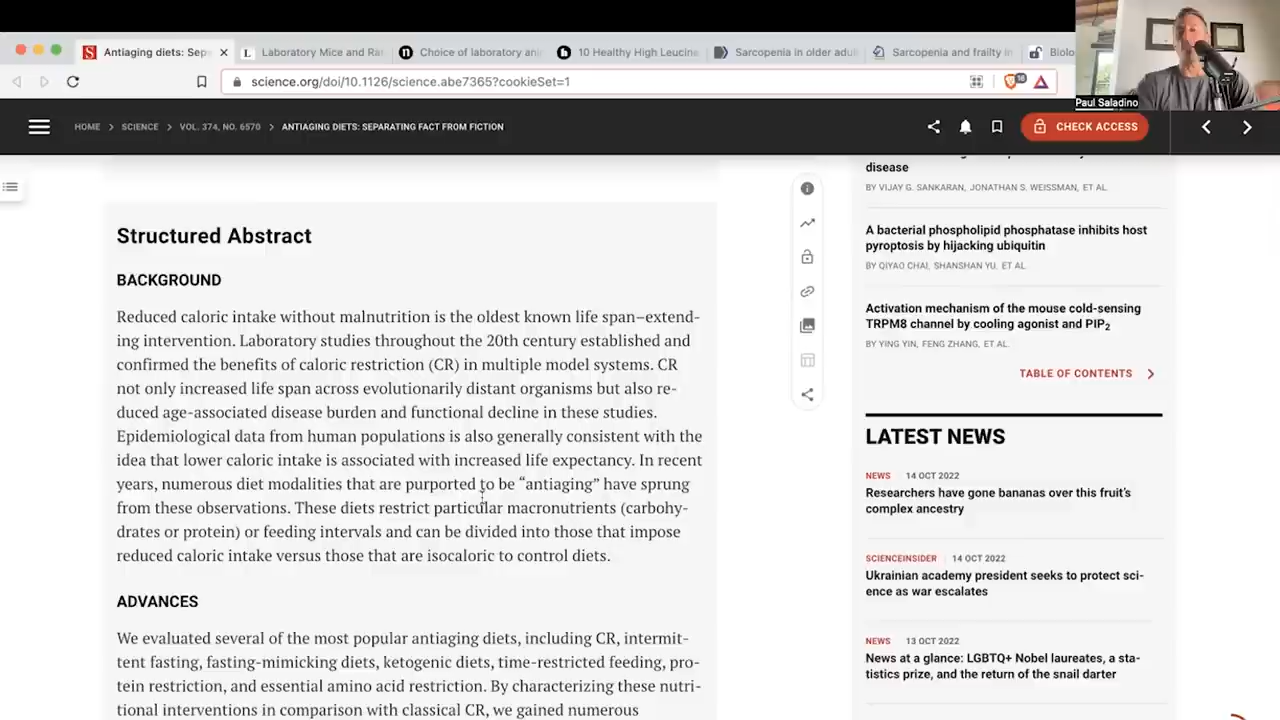 Antiaging diets: Sep
Laboratory Mice and Ra
Choice of laboratory ani
10 Healthy High Leucine
Sarcopenia in older adul
Sarcopenia and frailty in
Biolo
science.org/doi/10.1126/science.abe7365?cookieSet=1
Paul Saladino
HOME > SCIENCE > VOL. 374, NO. 6570 > ANTIAGING DIETS: SEPARATING FACT FROM FICTION
CHECK ACCESS
Structured Abstract
BACKGROUND
Reduced caloric intake without malnutrition is the oldest known life span–extend-
ing intervention. Laboratory studies throughout the 20th century established and
confirmed the benefits of caloric restriction (CR) in multiple model systems. CR
not only increased life span across evolutionarily distant organisms but also re-
duced age-associated disease burden and functional decline in these studies.
Epidemiological data from human populations is also generally consistent with the
idea that lower caloric intake is associated with increased life expectancy. In recent
years, numerous diet modalities that are purported to be “antiaging” have sprung
from these observations. These diets restrict particular macronutrients (carbohy-
drates or protein) or feeding intervals and can be divided into those that impose
reduced caloric intake versus those that are isocaloric to control diets.
ADVANCES
We evaluated several of the most popular antiaging diets, including CR, intermit-
tent fasting, fasting-mimicking diets, ketogenic diets, time-restricted feeding, pro-
tein restriction, and essential amino acid restriction. By characterizing these nutri-
tional interventions in comparison with classical CR, we gained numerous
disease
BY VIJAY G. SANKARAN, JONATHAN S. WEISSMAN, ET AL.
A bacterial phospholipid phosphatase inhibits host
pyroptosis by hijacking ubiquitin
BY QIYAO CHAI, SHANSHAN YU, ET AL.
Activation mechanism of the mouse cold-sensing
TRPM8 channel by cooling agonist and PIP2
BY YING YIN, FENG ZHANG, ET AL.
TABLE OF CONTENTS >
LATEST NEWS
NEWS 14 OCT 2022
Researchers have gone bananas over this fruit’s
complex ancestry
SCIENCEINSIDER 14 OCT 2022
Ukrainian academy president seeks to protect sci-
ence as war escalates
NEWS 13 OCT 2022
News at a glance: LGBTQ+ Nobel laureates, a sta-
tistics prize, and the return of the snail darter